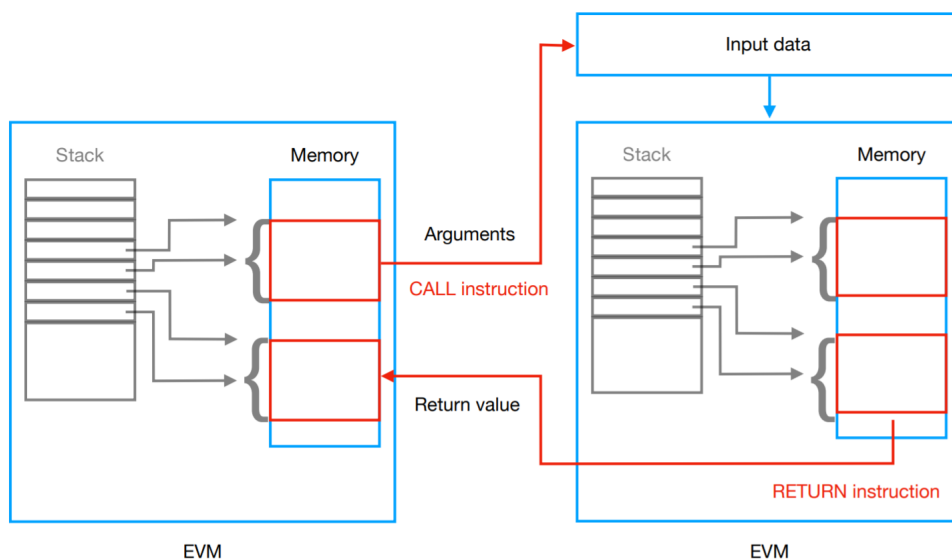 Input data
Stack
Memory
Stack
Memory
Arguments
CALL instruction
Return value
RETURN instruction
EVM
EVM